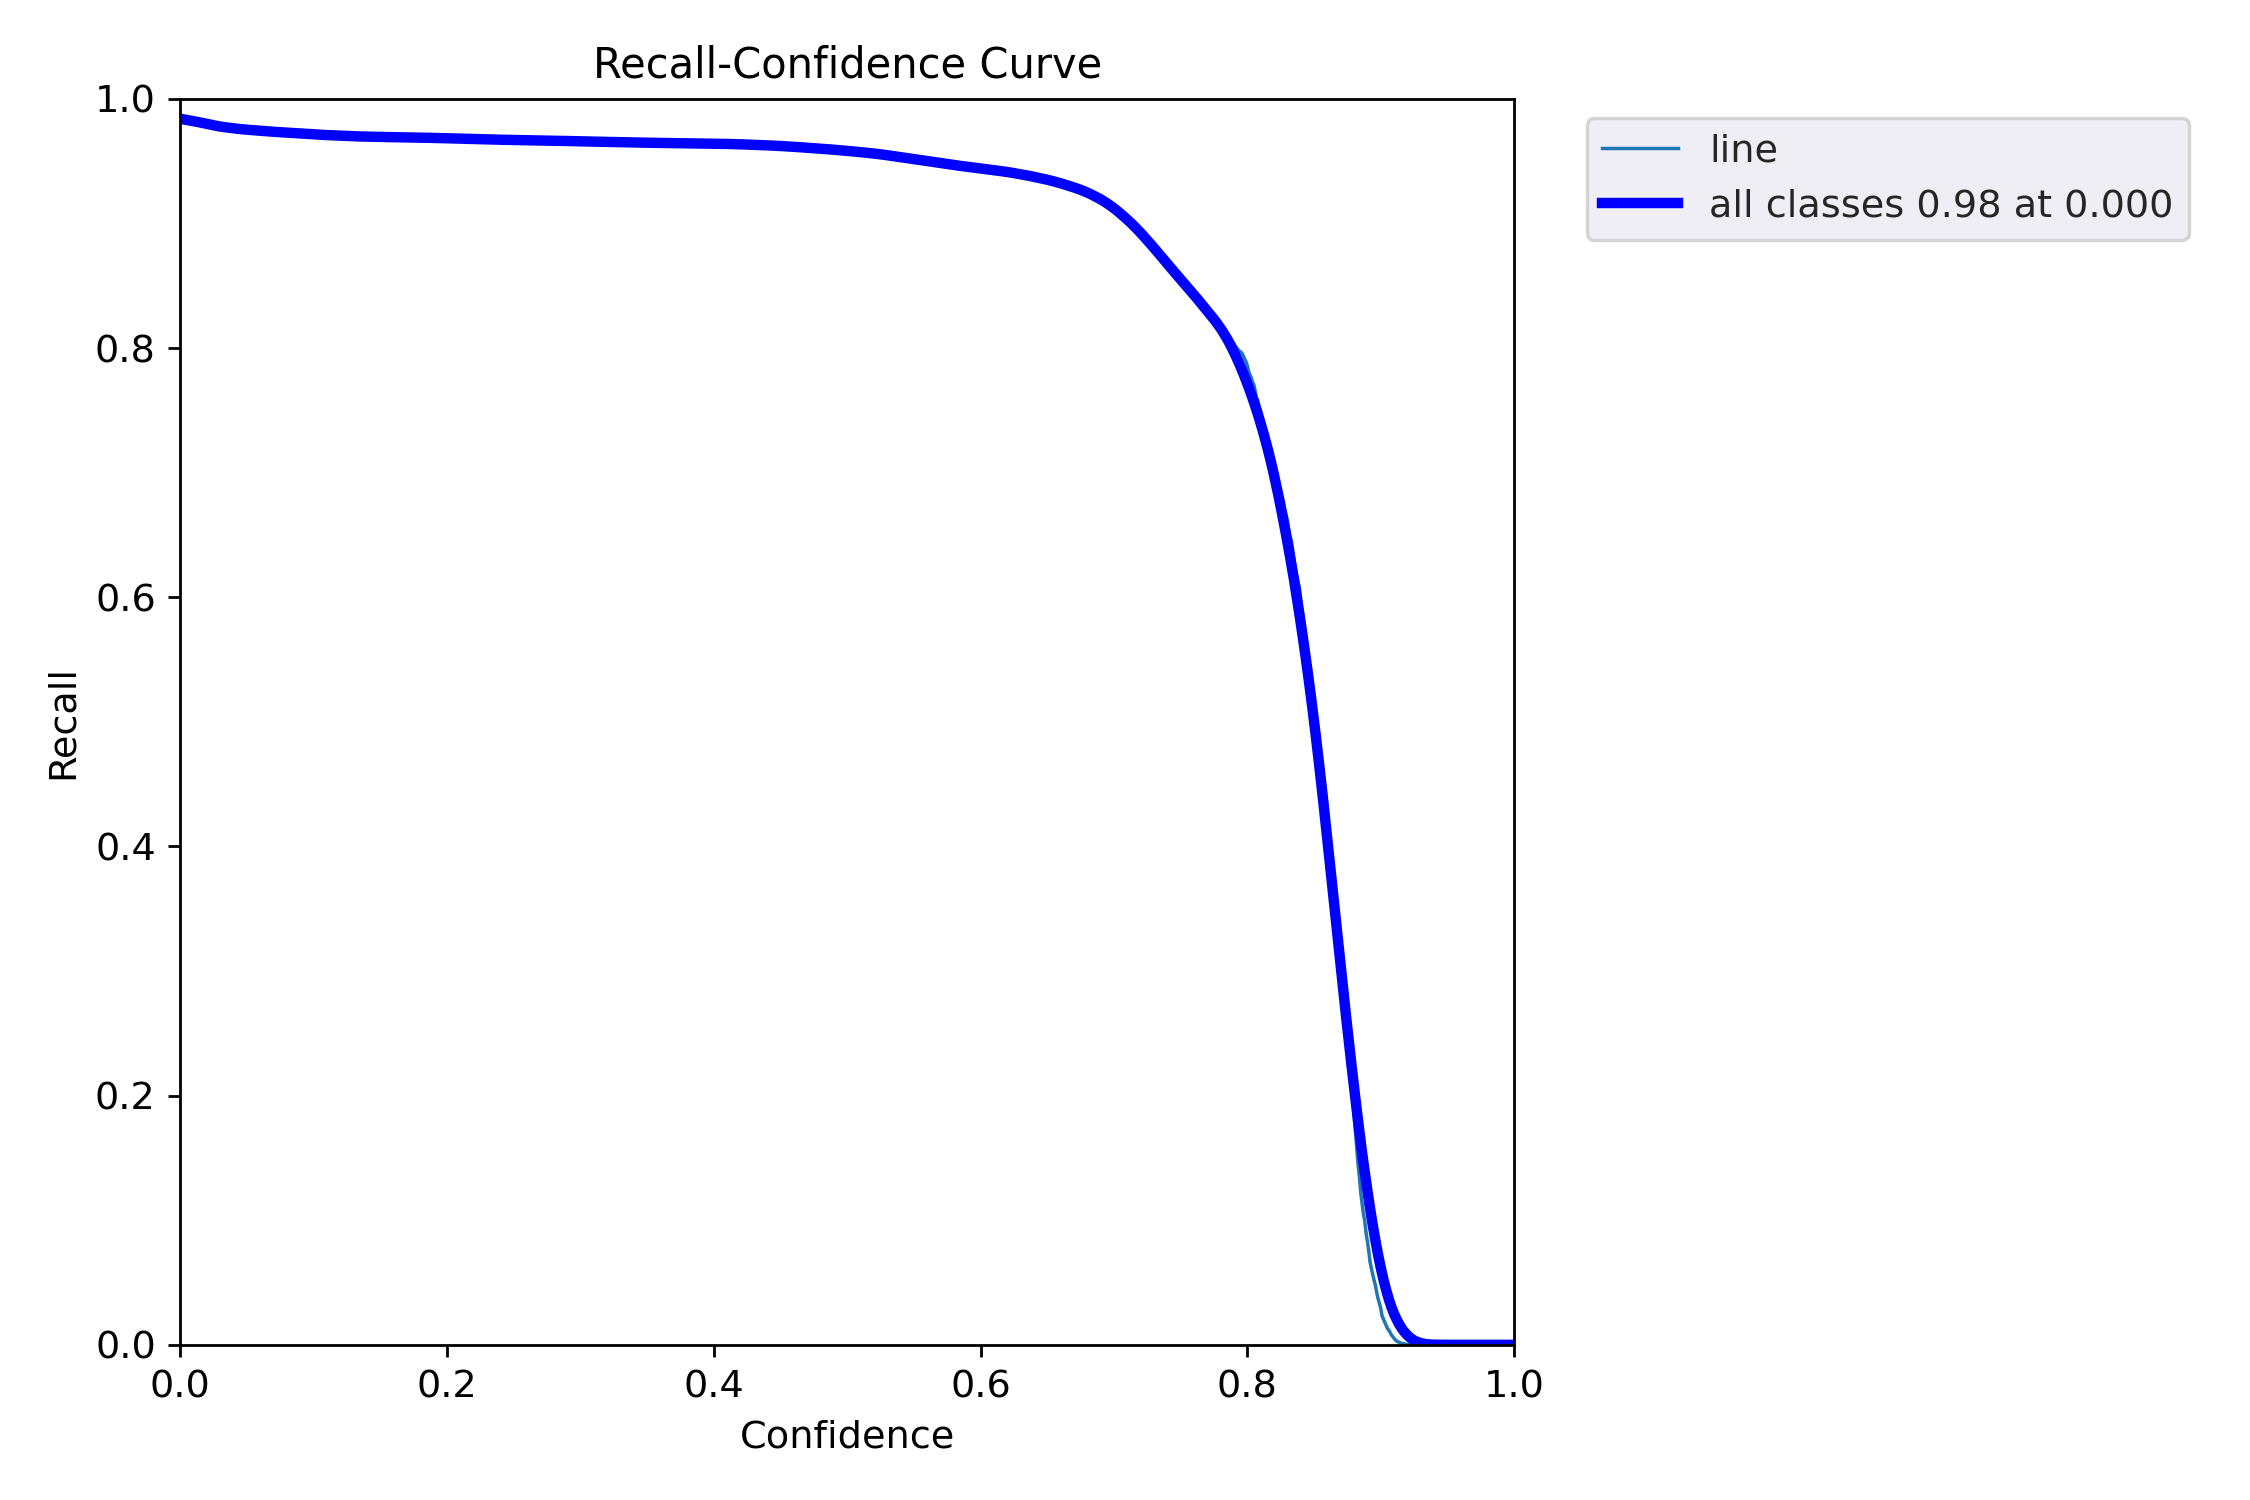 Recall-Confidence Curve
1.0
0.8
0.6
0.4
0.2
0.0
Recall
0.0 0.2 0.4 0.6 0.8 1.0
Confidence
line
all classes 0.98 at 0.000